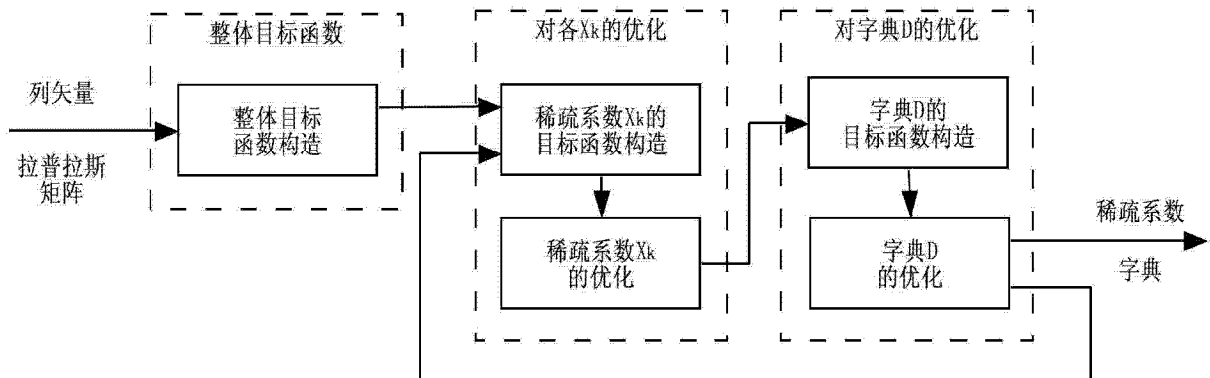 整体目标函数
对各Xk的优化
对字典D的优化
列矢量
拉普拉斯
矩阵
整体目标
函数构造
稀疏系数Xk的
目标函数构造
字典D的
目标函数构造
稀疏系数Xk
的优化
字典D
的优化
稀疏系数
字典